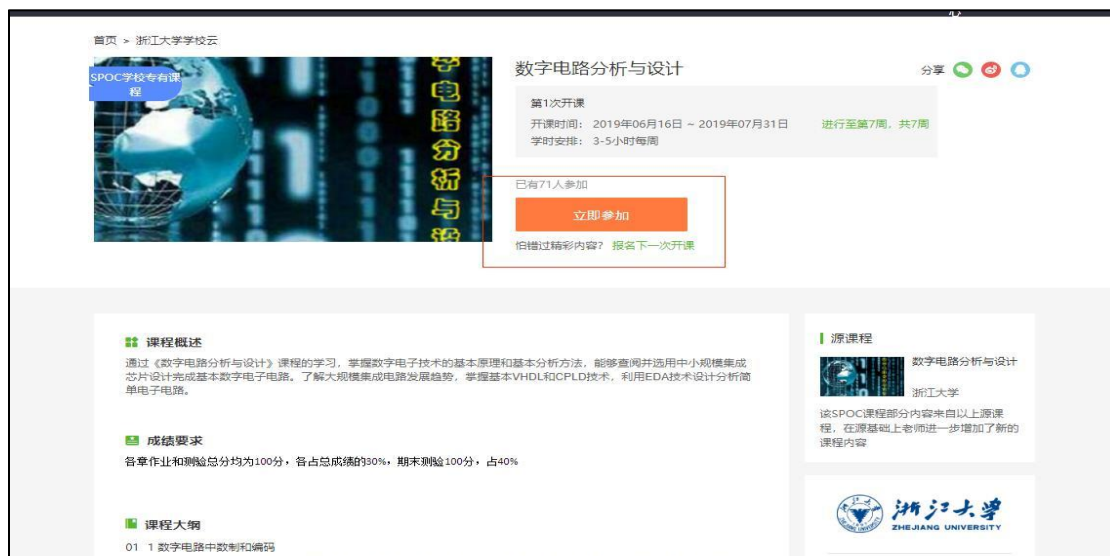 首页 > 浙江大学学校云
SPOC学校专有课
程
字电路分析与设
数字电路分析与设计
分享
第1次开课
开课时间： 2019年06月16日 ~ 2019年07月31日 进行至第7周，共7周
学时安排： 3-5小时每周
已有71人参加
立即参加
怕错过精彩内容？ 报名下一次开课
课程概述
通过《数字电路分析与设计》课程的学习，掌握数字电子技术的基本原理和基本分析方法，能够查阅并选用中小规模集成
芯片设计完成基本数字电子电路。了解大规模集成电路发展趋势，掌握基本VHDL和CPLD技术，利用EDA技术设计分析简
单电子电路。
成绩要求
各章作业和测验总分均为100分，各占总成绩的30%，期末测验100分，占40%
课程大纲
01 1 数字电路中数制和编码
源课程
数字电路分析与设计
浙江大学
该SPOC课程部分内容来自以上源课
程，在源基础上老师进一步增加了新的
课程内容
浙江大学
ZHEJIANG UNIVERSITY